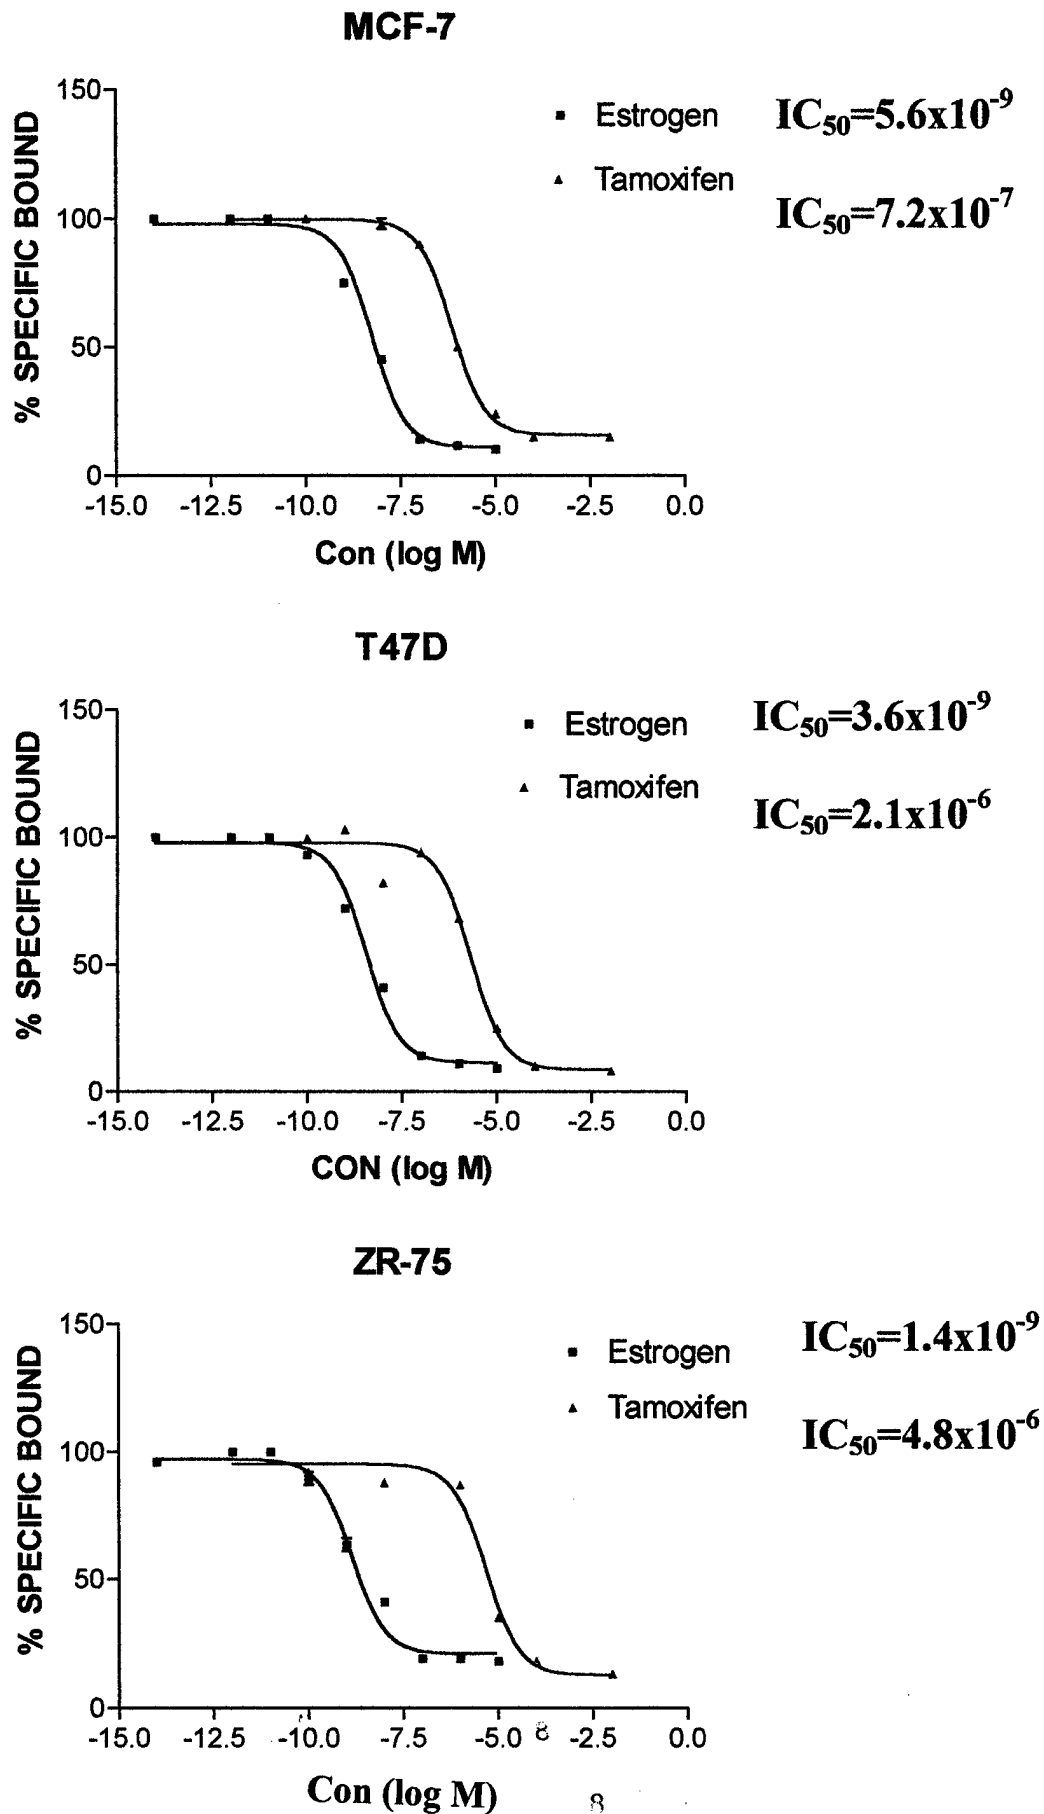 MCF-7
150
100
50
0
% SPECIFIC BOUND
Estrogen IC50=5.6x10-9
Tamoxifen IC50=7.2x10-7
-15.0 -12.5 -10.0 -7.5 -5.0 -2.5 0.0
Con (log M)
T47D
150
100
50
0
% SPECIFIC BOUND
Estrogen IC50=3.6x10-9
Tamoxifen IC50=2.1x10-6
-15.0 -12.5 -10.0 -7.5 -5.0 -2.5 0.0
CON (log M)
ZR-75
150
100
50
0
% SPECIFIC BOUND
Estrogen IC50=1.4x10-9
Tamoxifen IC50=4.8x10-6
-15.0 -12.5 -10.0 -7.5 -5.0 8 -2.5 0.0
Con (log M)
8